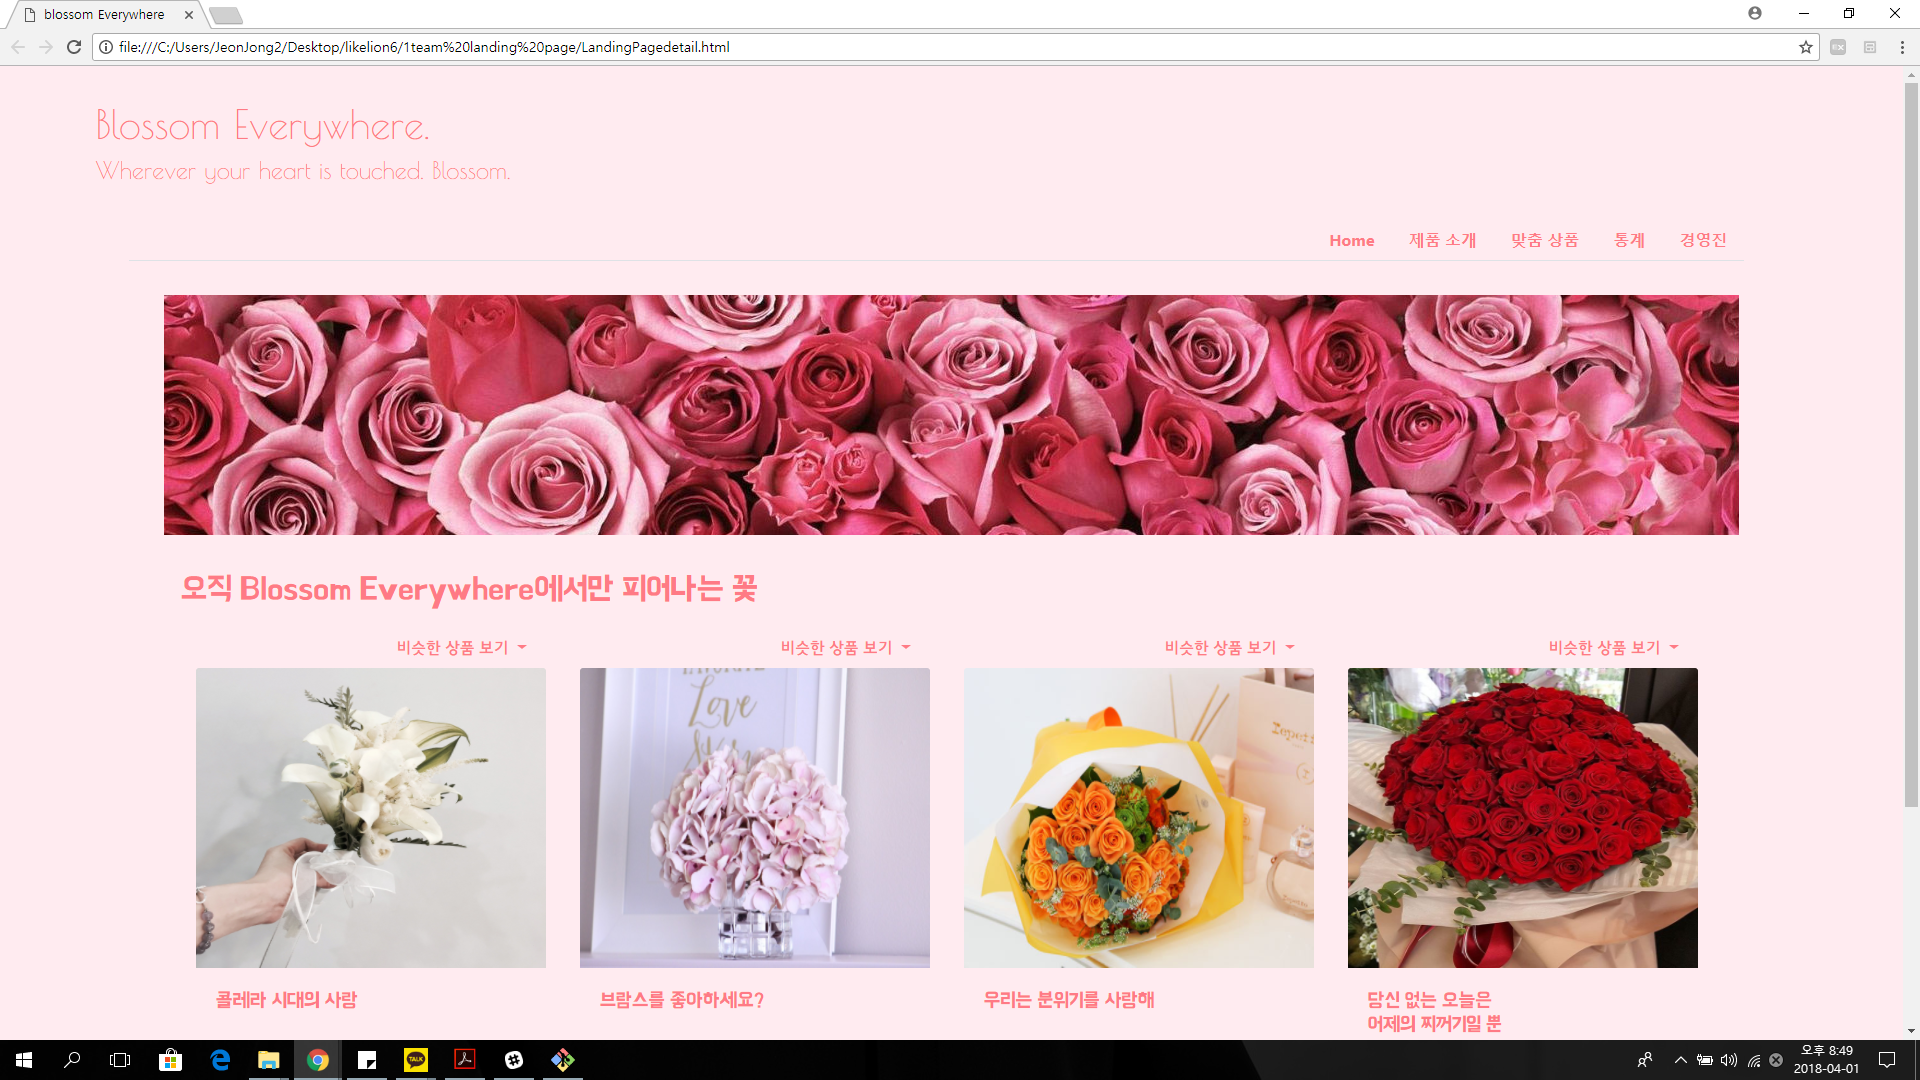 blossom Everywhere
file:///C:/Users/JeonJong2/Desktop/likelion6/1team%20landing%20page/LandingPagedetail.html
Blossom Everywhere.
Wherever your heart is touched. Blossom.
Home 제품 소개 맞춤 상품 통계 경영진
오직 Blossom Everywhere에서만 피어나는 꽃
비슷한 상품 보기 비슷한 상품 보기 비슷한 상품 보기 비슷한 상품 보기
Love
콜레라 시대의 사람 브람스를 좋아하세요? 우리는 분위기를 사람해 당신 없는 오늘은
어제의 찌꺼기일 뿐
TALK
오후 8:49
2018-04-01